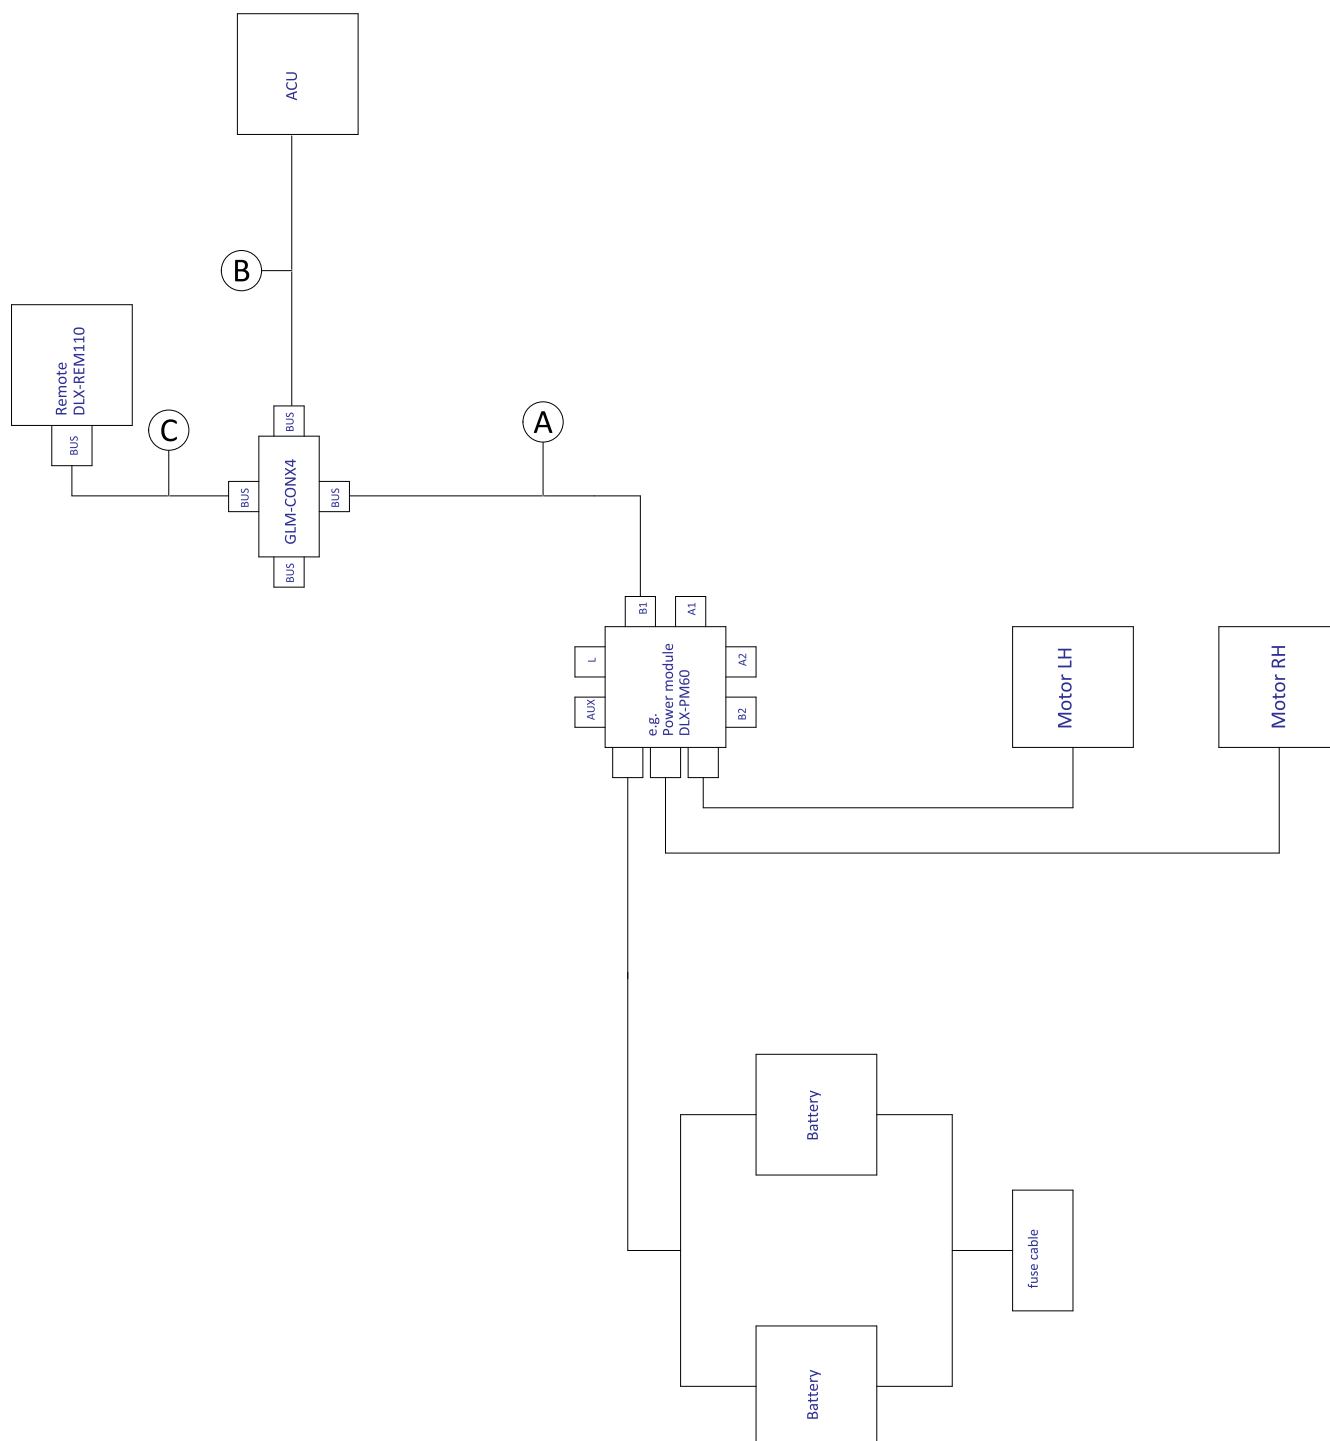 ACU
B
Remote
DLX-REM110
BUS
C
BUS
BUS
GLM-CONX4
BUS
BUS
A
B1
A1
L
A2
AUX
B2
e.g.
Power module
DLX-PM60
Motor LH
Motor RH
Battery
fuse cable
Battery